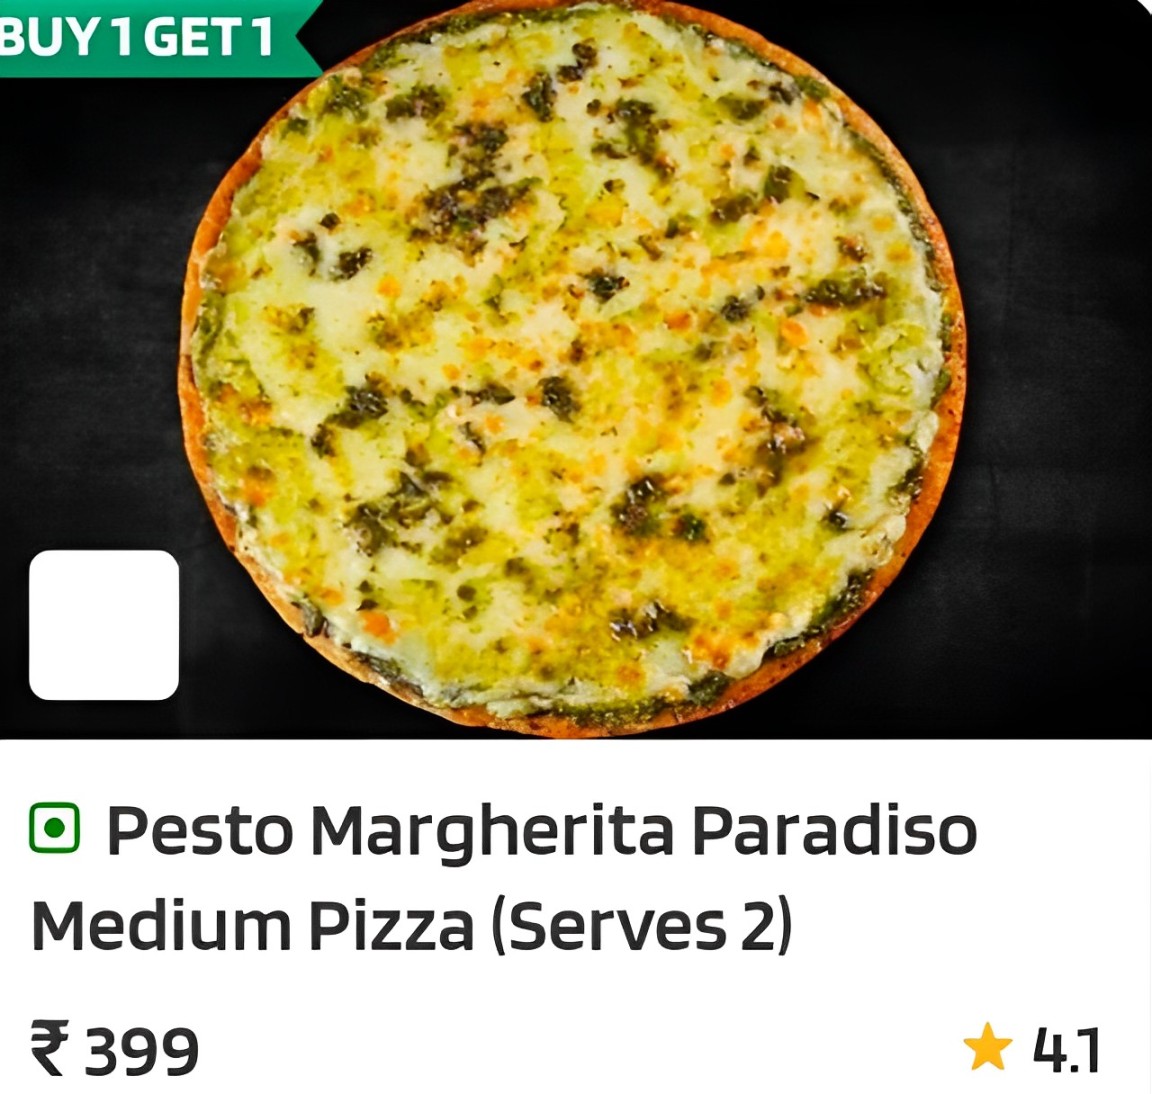 BUY 1 GET 1
Pesto Margherita Paradiso
Medium Pizza (Serves 2)
₹ 399
4.1